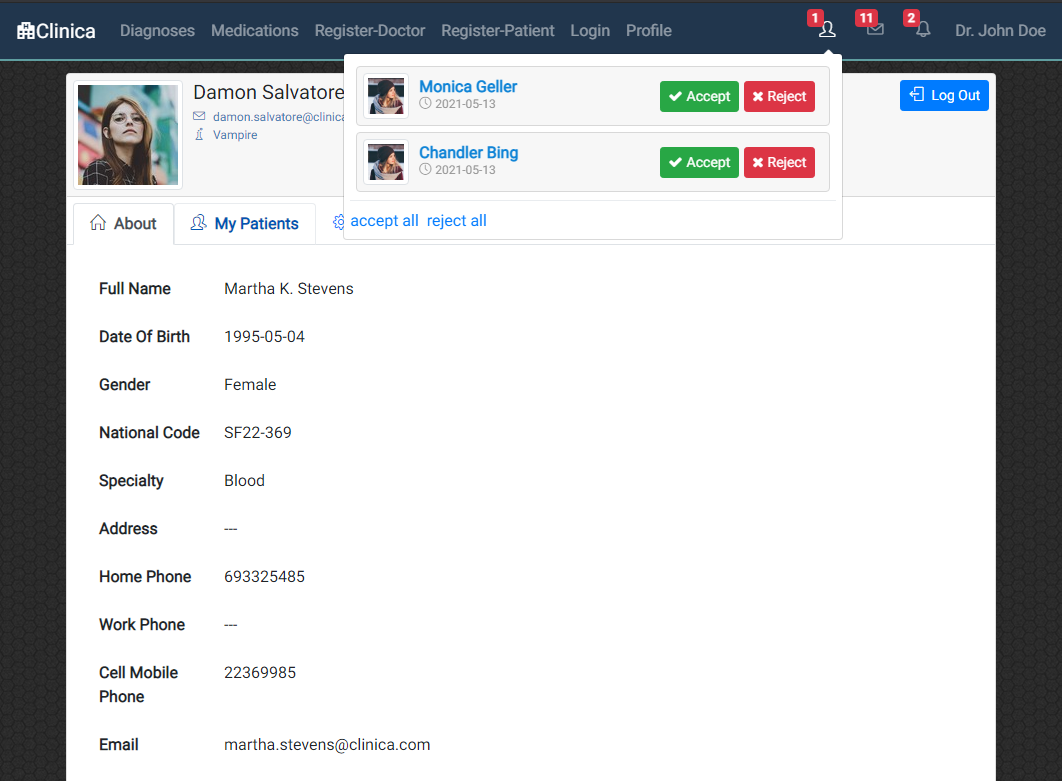 Clinica Diagnoses Medications Register-Doctor Register-Patient Login Profile 1 11 2 Dr. John Doe
Damon Salvatore
damon.salvatore@clinica
Vampire
Monica Geller
2021-05-13
Accept Reject
Chandler Bing
2021-05-13
Accept Reject
accept all reject all
Log Out
About My Patients
Full Name Martha K. Stevens
Date Of Birth 1995-05-04
Gender Female
National Code SF22-369
Specialty Blood
Address ---
Home Phone 693325485
Work Phone ---
Cell Mobile
Phone
22369985
Email martha.stevens@clinica.com